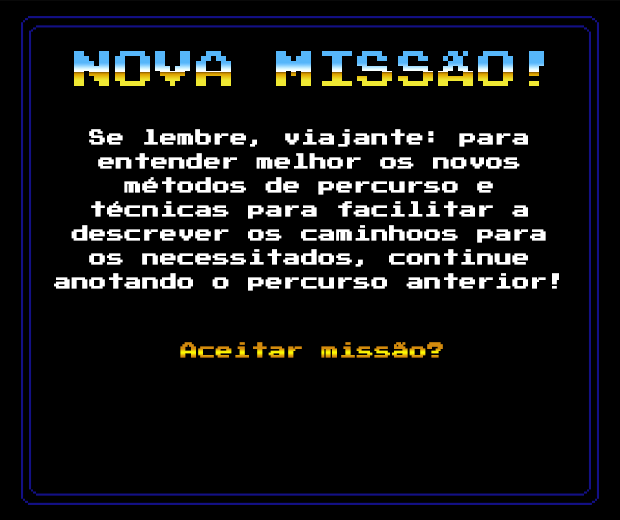 NOVA MISSÃO!
Se lembre, viajante: para
entender melhor os novos
métodos de percurso e
técnicas para facilitar a
descrever os caminhoos para
os necessitados, continue
anotando o percurso anterior!
Aceitar missão?